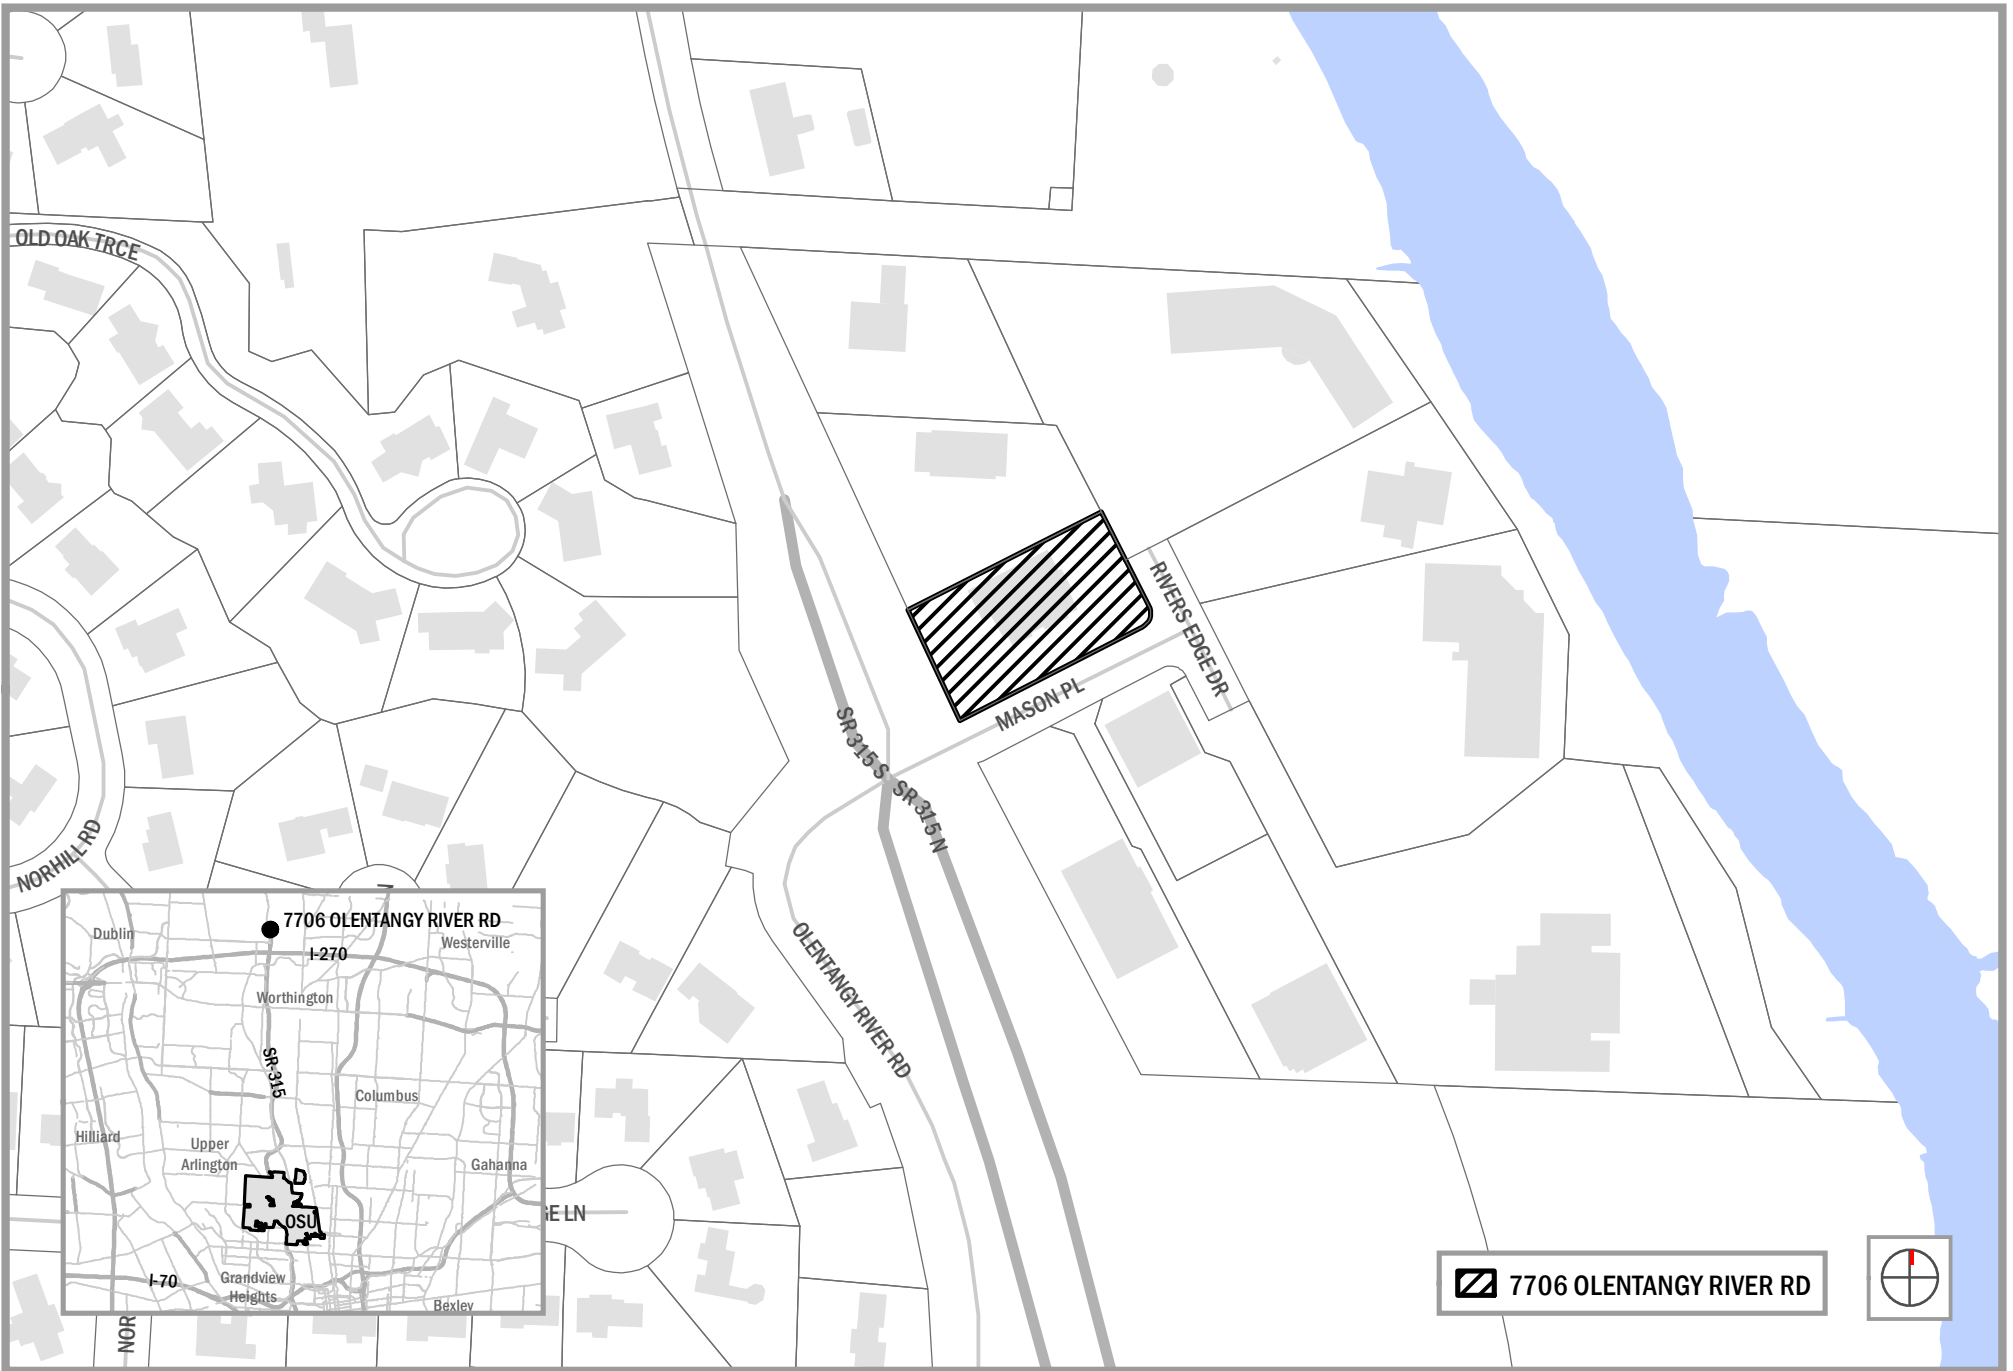 OLD OAK TRCE
RIVERS EDGE DR
MASON PL
SR 315 S
SR 315 N
NORHILL RD
OLENTANGY RIVER RD
7706 OLENTANGY RIVER RD
Dublin
Westerville
I-270
Worthington
SR-315
Columbus
Hilliard
Upper
Arlington
Gahanna
OSU
I-70
Grandview
Heights
Bexley
GE LN
NOR
7706 OLENTANGY RIVER RD